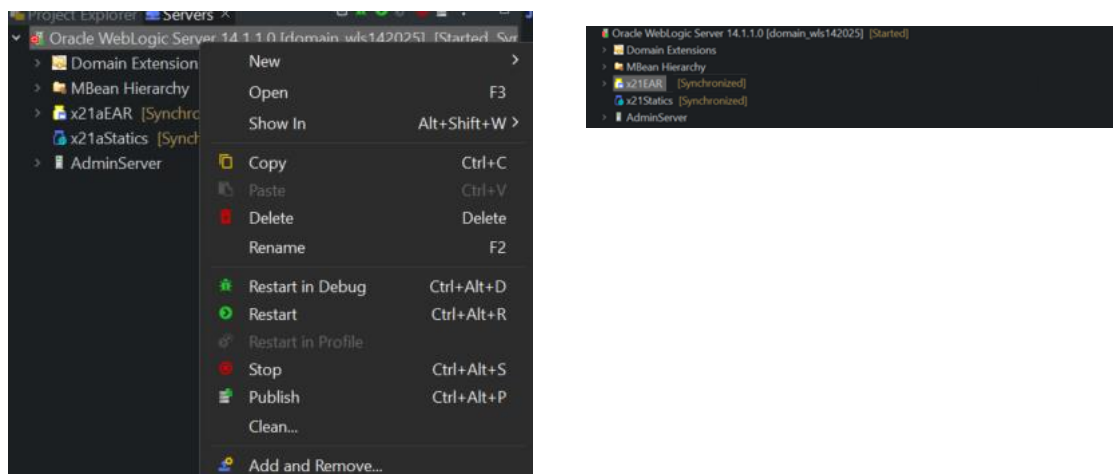 Project Explorer Servers ×
Oracle WebLogic Server 14.1.1.0 [domain_wls142025] [Started, Syr
Domain Extension
MBean Hierarchy
x21aEAR [Synchro
x21aStatics [Synch
AdminServer
New
Open F3
Show In Alt+Shift+W >
Copy Ctrl+C
Paste Ctrl+V
Delete Delete
Rename F2
Restart in Debug Ctrl+Alt+D
Restart Ctrl+Alt+R
Restart in Profile
Stop Ctrl+Alt+S
Publish Ctrl+Alt+P
Clean...
Add and Remove...
Oracle WebLogic Server 14.1.1.0 [domain_wls142025] [Started]
Domain Extensions
MBean Hierarchy
x21EAR [Synchronized]
x21Statics [Synchronized]
AdminServer